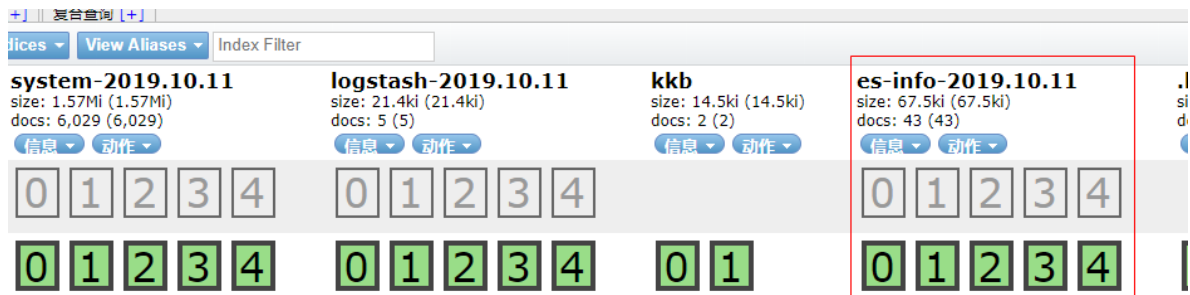 +] 复合查询 [+]
dices View Aliases Index Filter
system-2019.10.11 logstash-2019.10.11 kkb es-info-2019.10.11
size: 1.57Mi (1.57Mi) size: 21.4ki (21.4ki) size: 14.5ki (14.5ki) size: 67.5ki (67.5ki) si
docs: 6,029 (6,029) docs: 5 (5) docs: 2 (2) docs: 43 (43) d
信息 动作 信息 动作 信息 动作 信息 动作
0 1 2 3 4 0 1 2 3 4 0 1 2 3 4
0 1 2 3 4 0 1 2 3 4 0 1 0 1 2 3 4